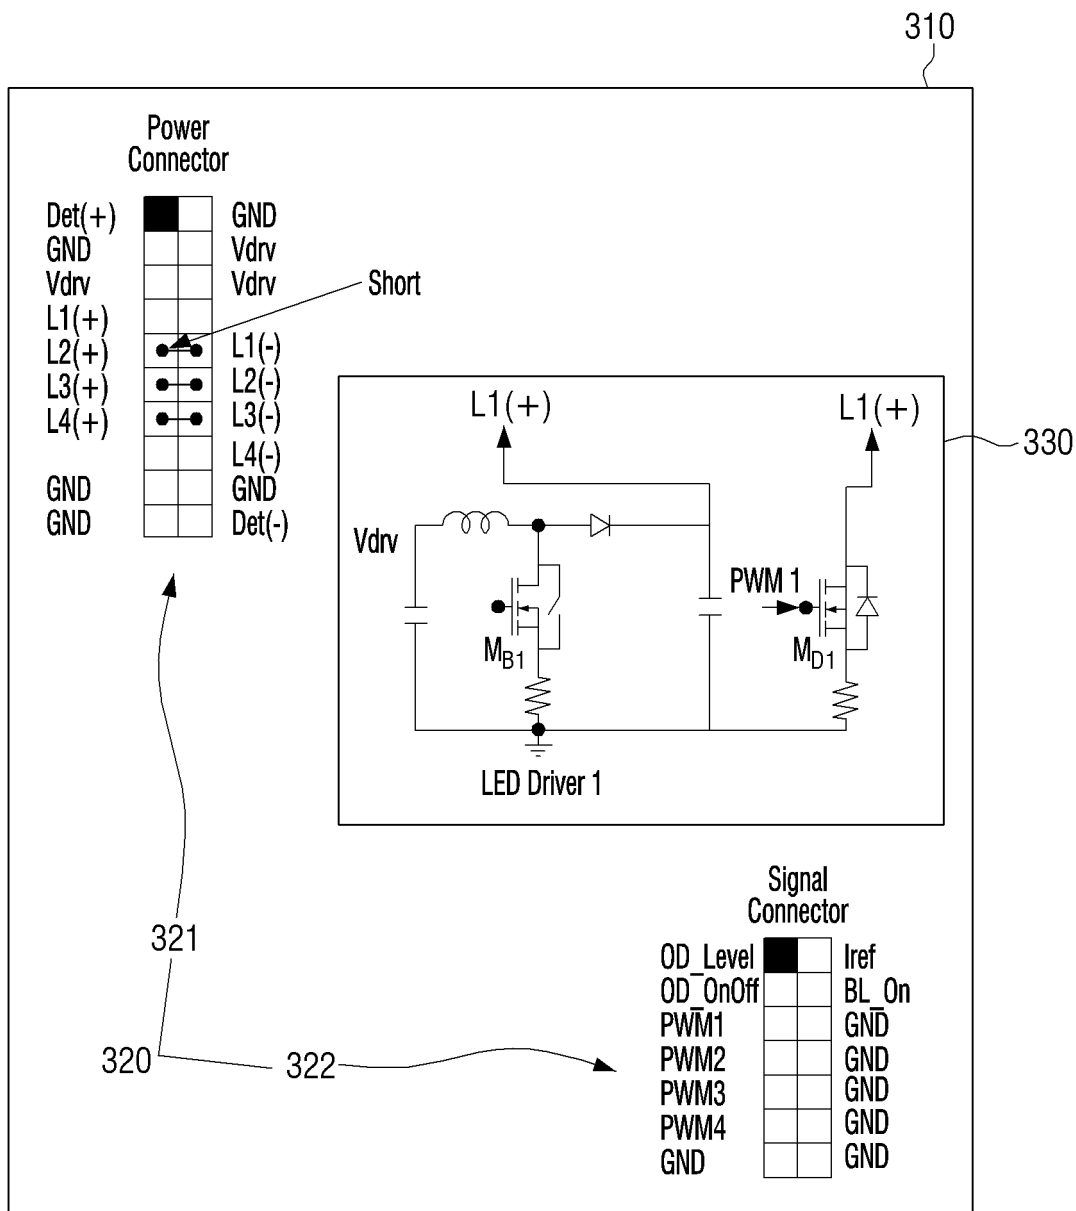 310
Power
Connector
Det(+) GND
GND Vdrv
Vdrv Vdrv
Short
L1(+)
L2(+) L1(-)
L3(+) L2(-)
L4(+) L3(-)
L4(-)
GND GND
GND Det(-)
L1(+) L1(+)
330
Vdrv
PWM 1
MB1 MD1
LED Driver 1
321
320
322
Signal
Connector
OD_Level Iref
OD_OnOff BL_On
PWM1 GND
PWM2 GND
PWM3 GND
PWM4 GND
GND GND